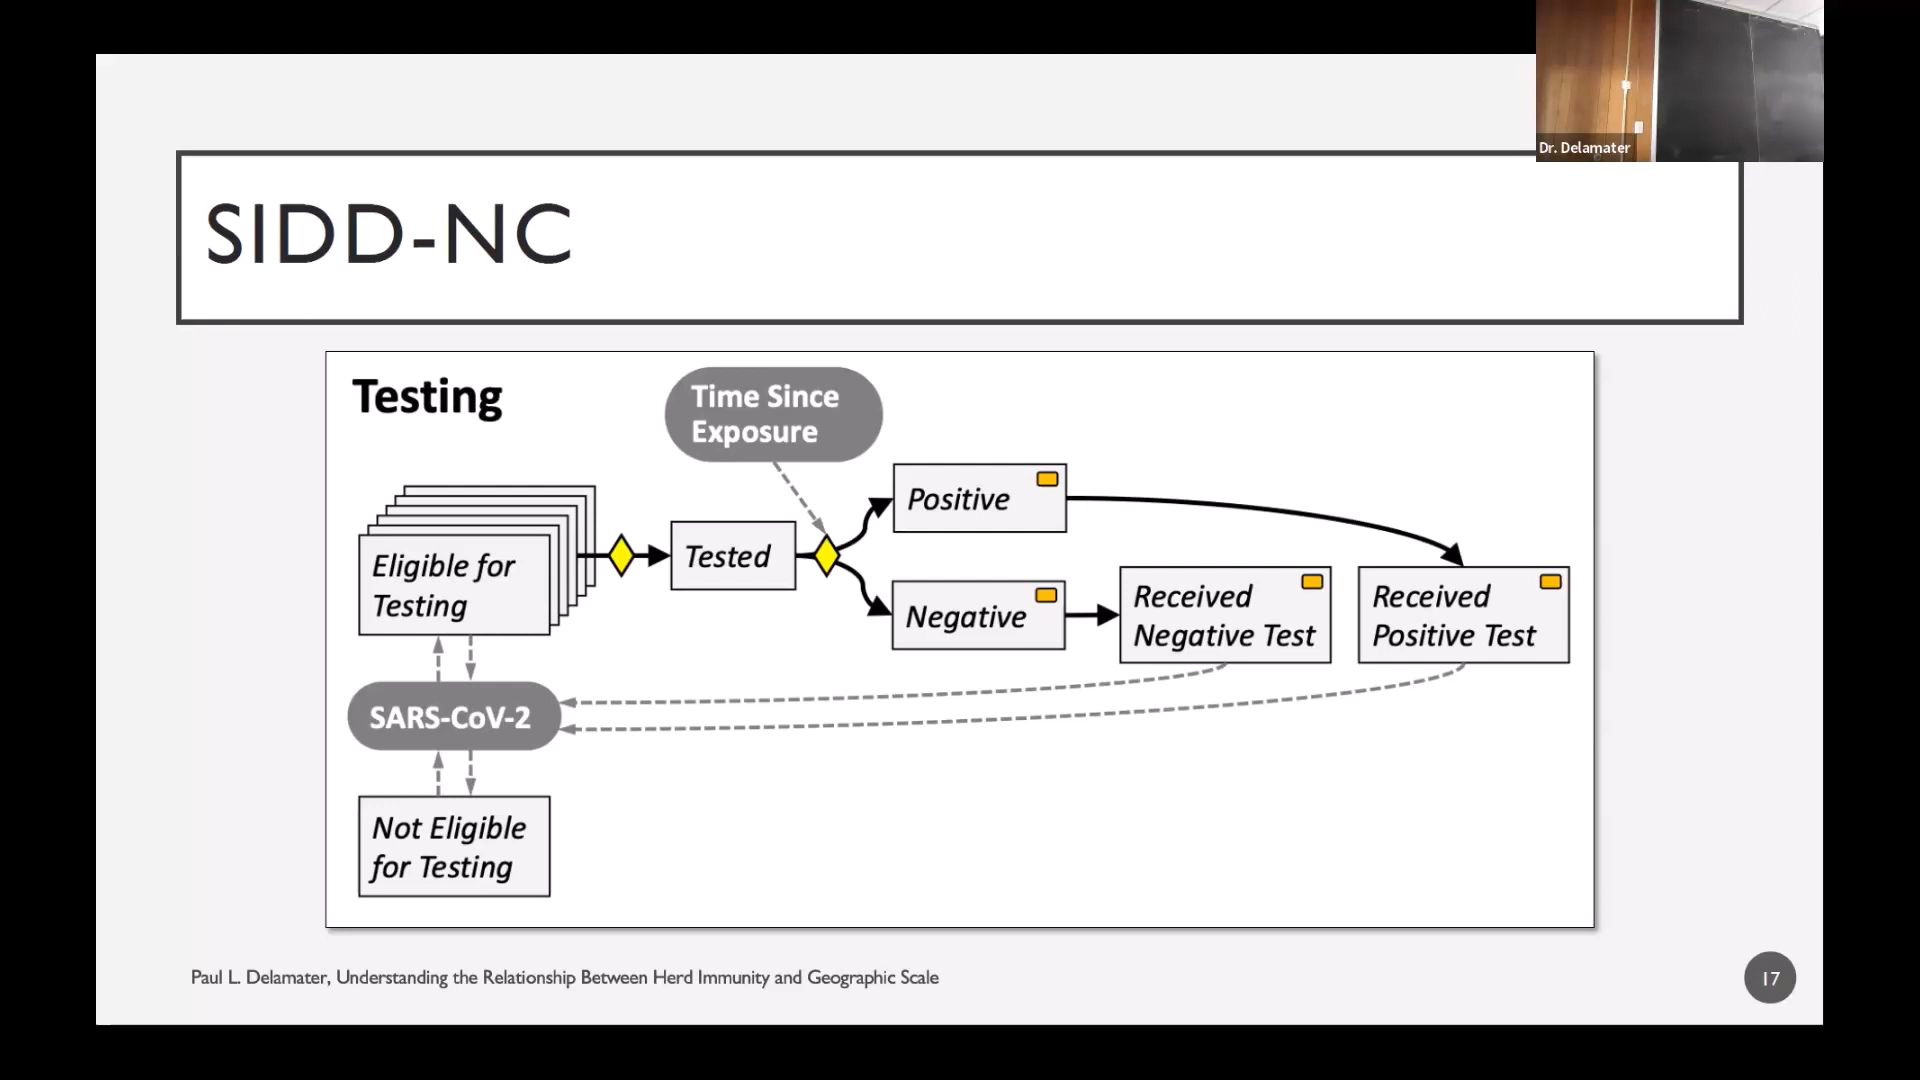 Dr. Delamater
SIDD-NC
Testing
Time Since
Exposure
Eligible for
Testing
Tested
Positive
Negative
Received
Negative Test
Received
Positive Test
SARS-CoV-2
Not Eligible
for Testing
Paul L. Delamater, Understanding the Relationship Between Herd Immunity and Geographic Scale
17